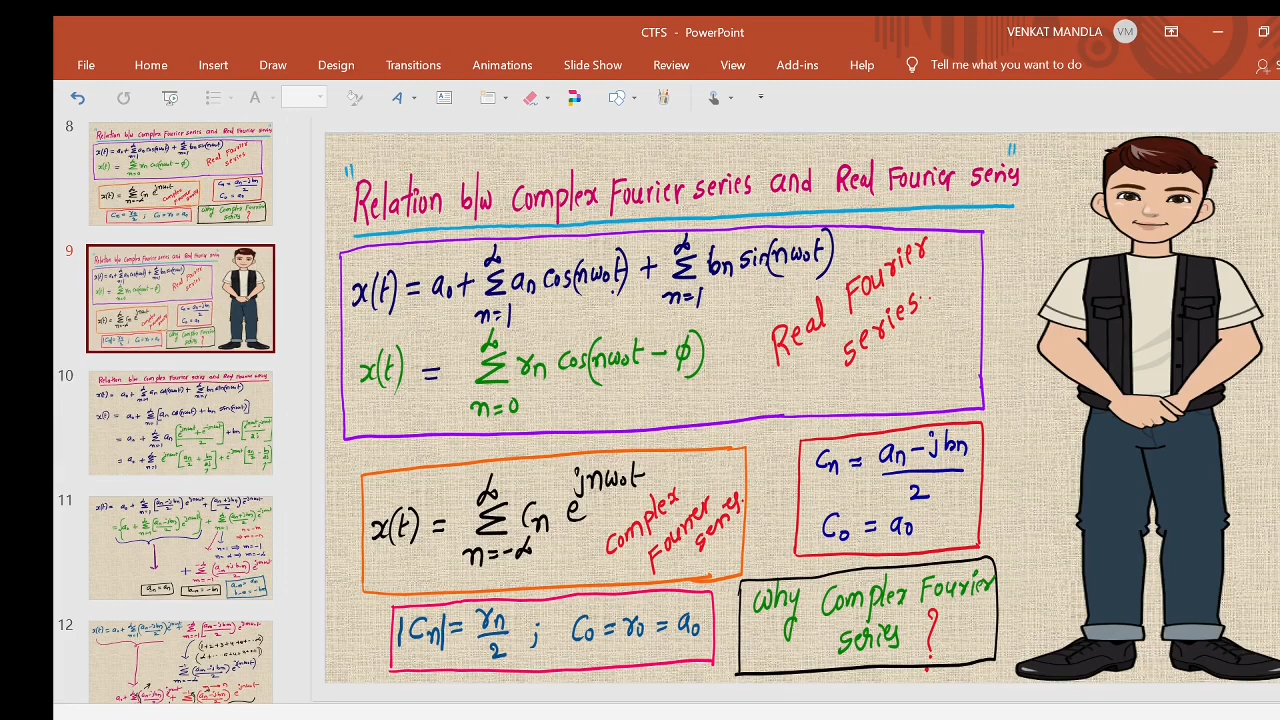 CTFS - PowerPoint
VENKAT MANDLA
VM
File Home Insert Draw Design Transitions Animations Slide Show Review View Add-ins Help Tell me what you want to do
8
9
10
11
12
"Relation b/w Complex Fourier series and Real Fourier series"
x(t) = a₀ + ∑_{n=1}^{∞} aₙ cos(nω₀t) + ∑_{n=1}^{∞} bₙ sin(nω₀t)
x(t) = ∑_{n=0}^{∞} rₙ cos(nω₀t - ϕ)
Real Fourier
series..
x(t) = ∑_{n=-∞}^{∞} Cₙ e^{jnω₀t}
Complex
Fourier
series.
Cₙ = (aₙ - jbₙ)/2
C₀ = a₀
|Cₙ| = rₙ/2 ; C₀ = r₀ = a₀
Why Complex Fourier
series ?